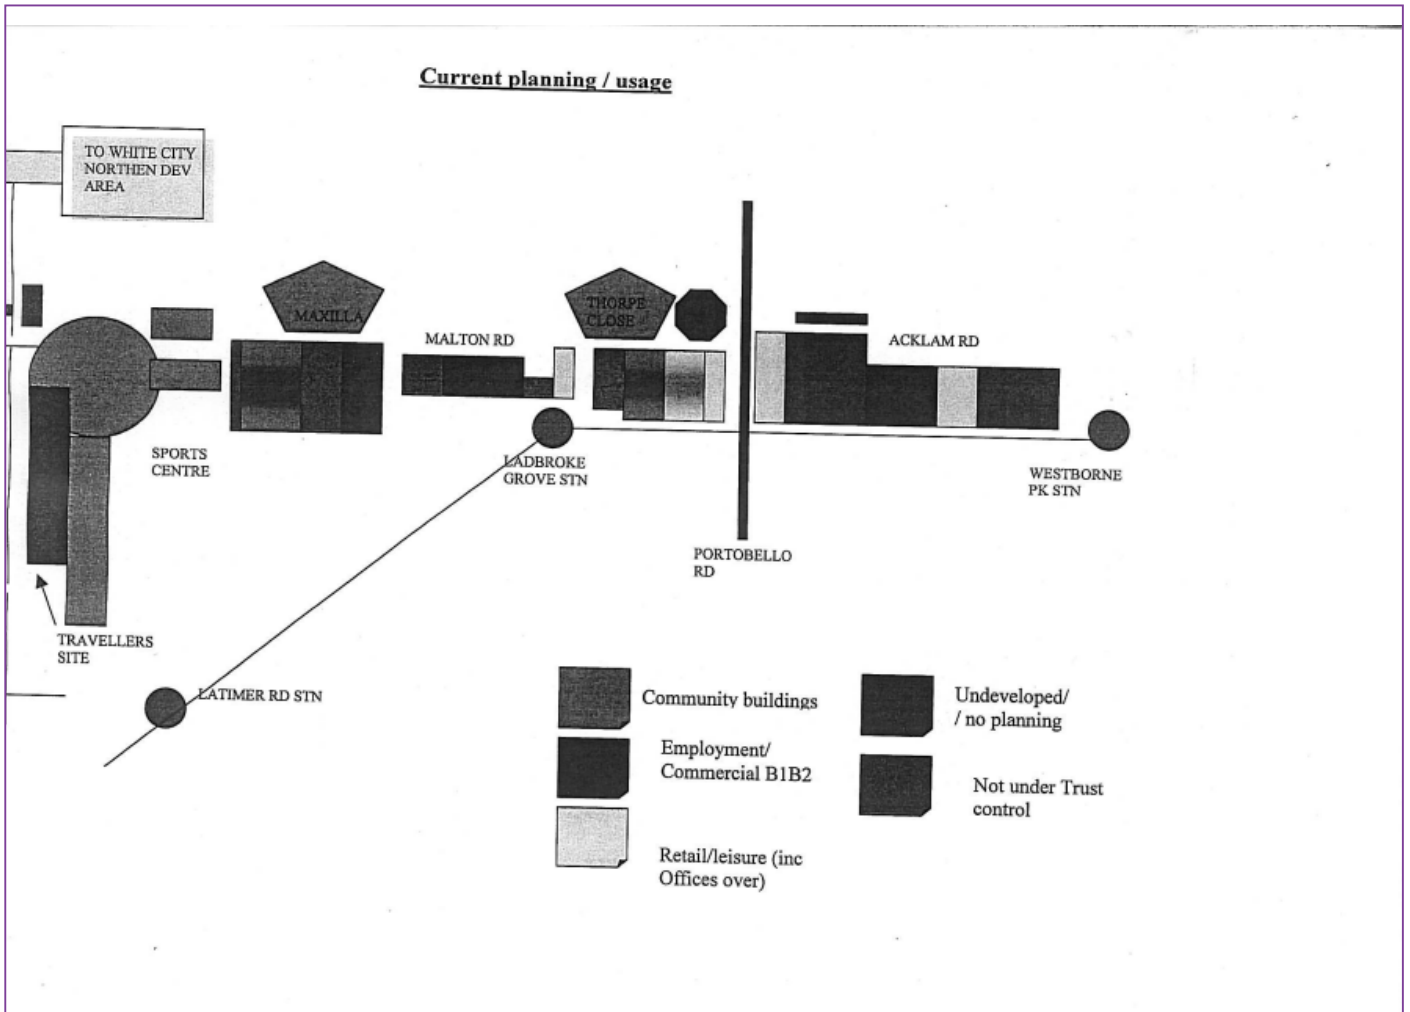 Current planning / usage
TO WHITE CITY
NORTHEN DEV
AREA
MAXILLA
THORPE
CLOSE
MALTON RD
ACKLAM RD
SPORTS
CENTRE
LADBROKE
GROVE STN
WESTBORNE
PK STN
PORTOBELLO
RD
TRAVELLERS
SITE
LATIMER RD STN
Community buildings
Undeveloped/
/ no planning
Employment/
Commercial B1B2
Not under Trust
control
Retail/leisure (inc
Offices over)